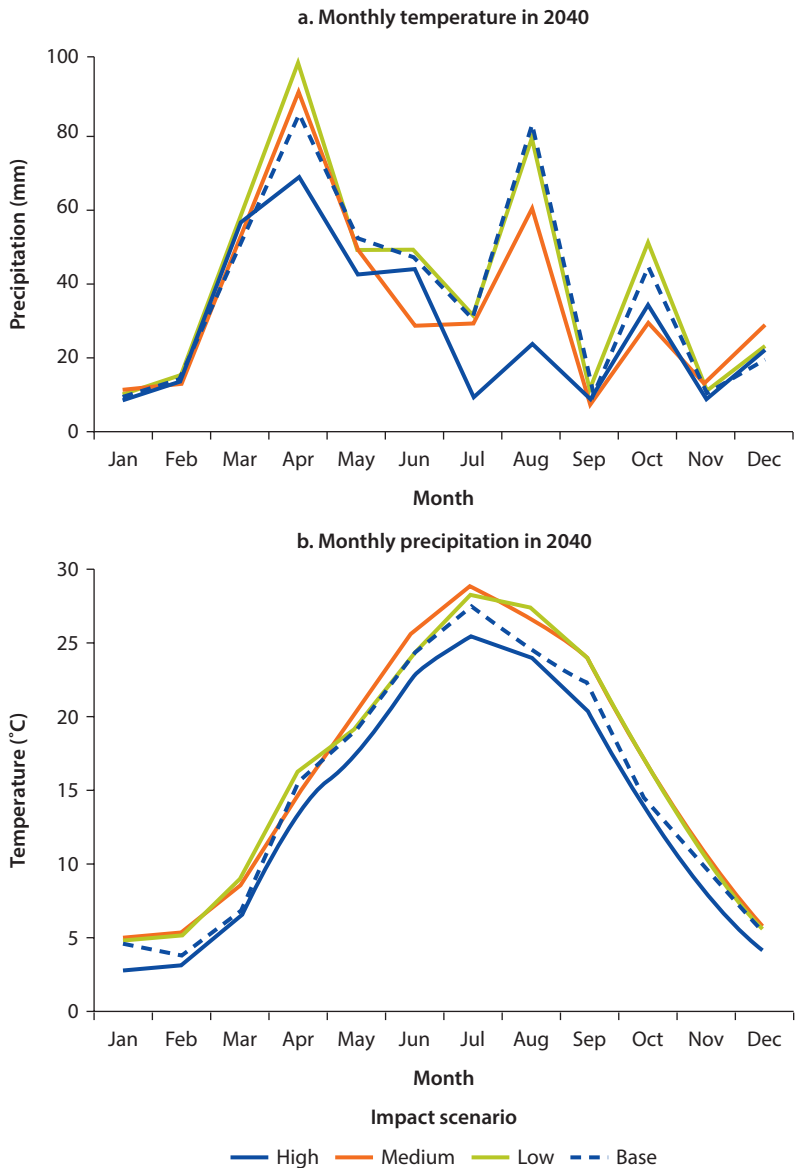 a. Monthly temperature in 2040
Precipitation (mm)
100
80
60
40
20
0
Jan Feb Mar Apr May Jun Jul Aug Sep Oct Nov Dec
Month
b. Monthly precipitation in 2040
Temperature (˚C)
30
25
20
15
10
5
0
Jan Feb Mar Apr May Jun Jul Aug Sep Oct Nov Dec
Month
Impact scenario
High Medium Low Base